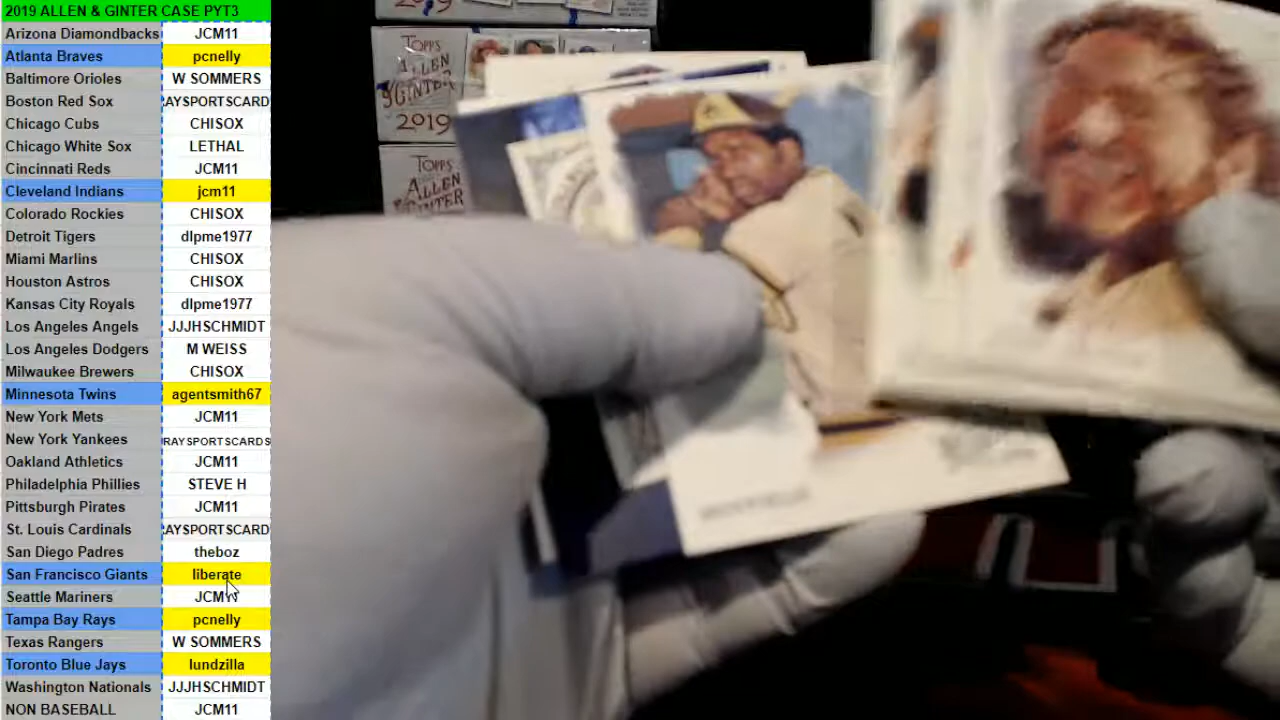 2019 ALLEN & GINTER CASE PYT3
Arizona Diamondbacks JCM11
Atlanta Braves pcnelly
Baltimore Orioles W SOMMERS
Boston Red Sox AYSPORTSCARD
Chicago Cubs CHISOX
Chicago White Sox LETHAL
Cincinnati Reds JCM11
Cleveland Indians jcm11
Colorado Rockies CHISOX
Detroit Tigers dlpme1977
Miami Marlins CHISOX
Houston Astros CHISOX
Kansas City Royals dlpme1977
Los Angeles Angels JJJHSCHMIDT
Los Angeles Dodgers M WEISS
Milwaukee Brewers CHISOX
Minnesota Twins agentsmith67
New York Mets JCM11
New York Yankees RAYSPORTSCARDS
Oakland Athletics JCM11
Philadelphia Phillies STEVE H
Pittsburgh Pirates JCM11
St. Louis Cardinals AYSPORTSCARD
San Diego Padres theboz
San Francisco Giants liberate
Seattle Mariners
Tampa Bay Rays pcnelly
Texas Rangers W SOMMERS
Toronto Blue Jays lundzilla
Washington Nationals JJJHSCHMIDT
NON BASEBALL JCM11
2019
TOPPS
ALLEN
& GINTER
2019
TOPPS
ALLEN
& GINTER